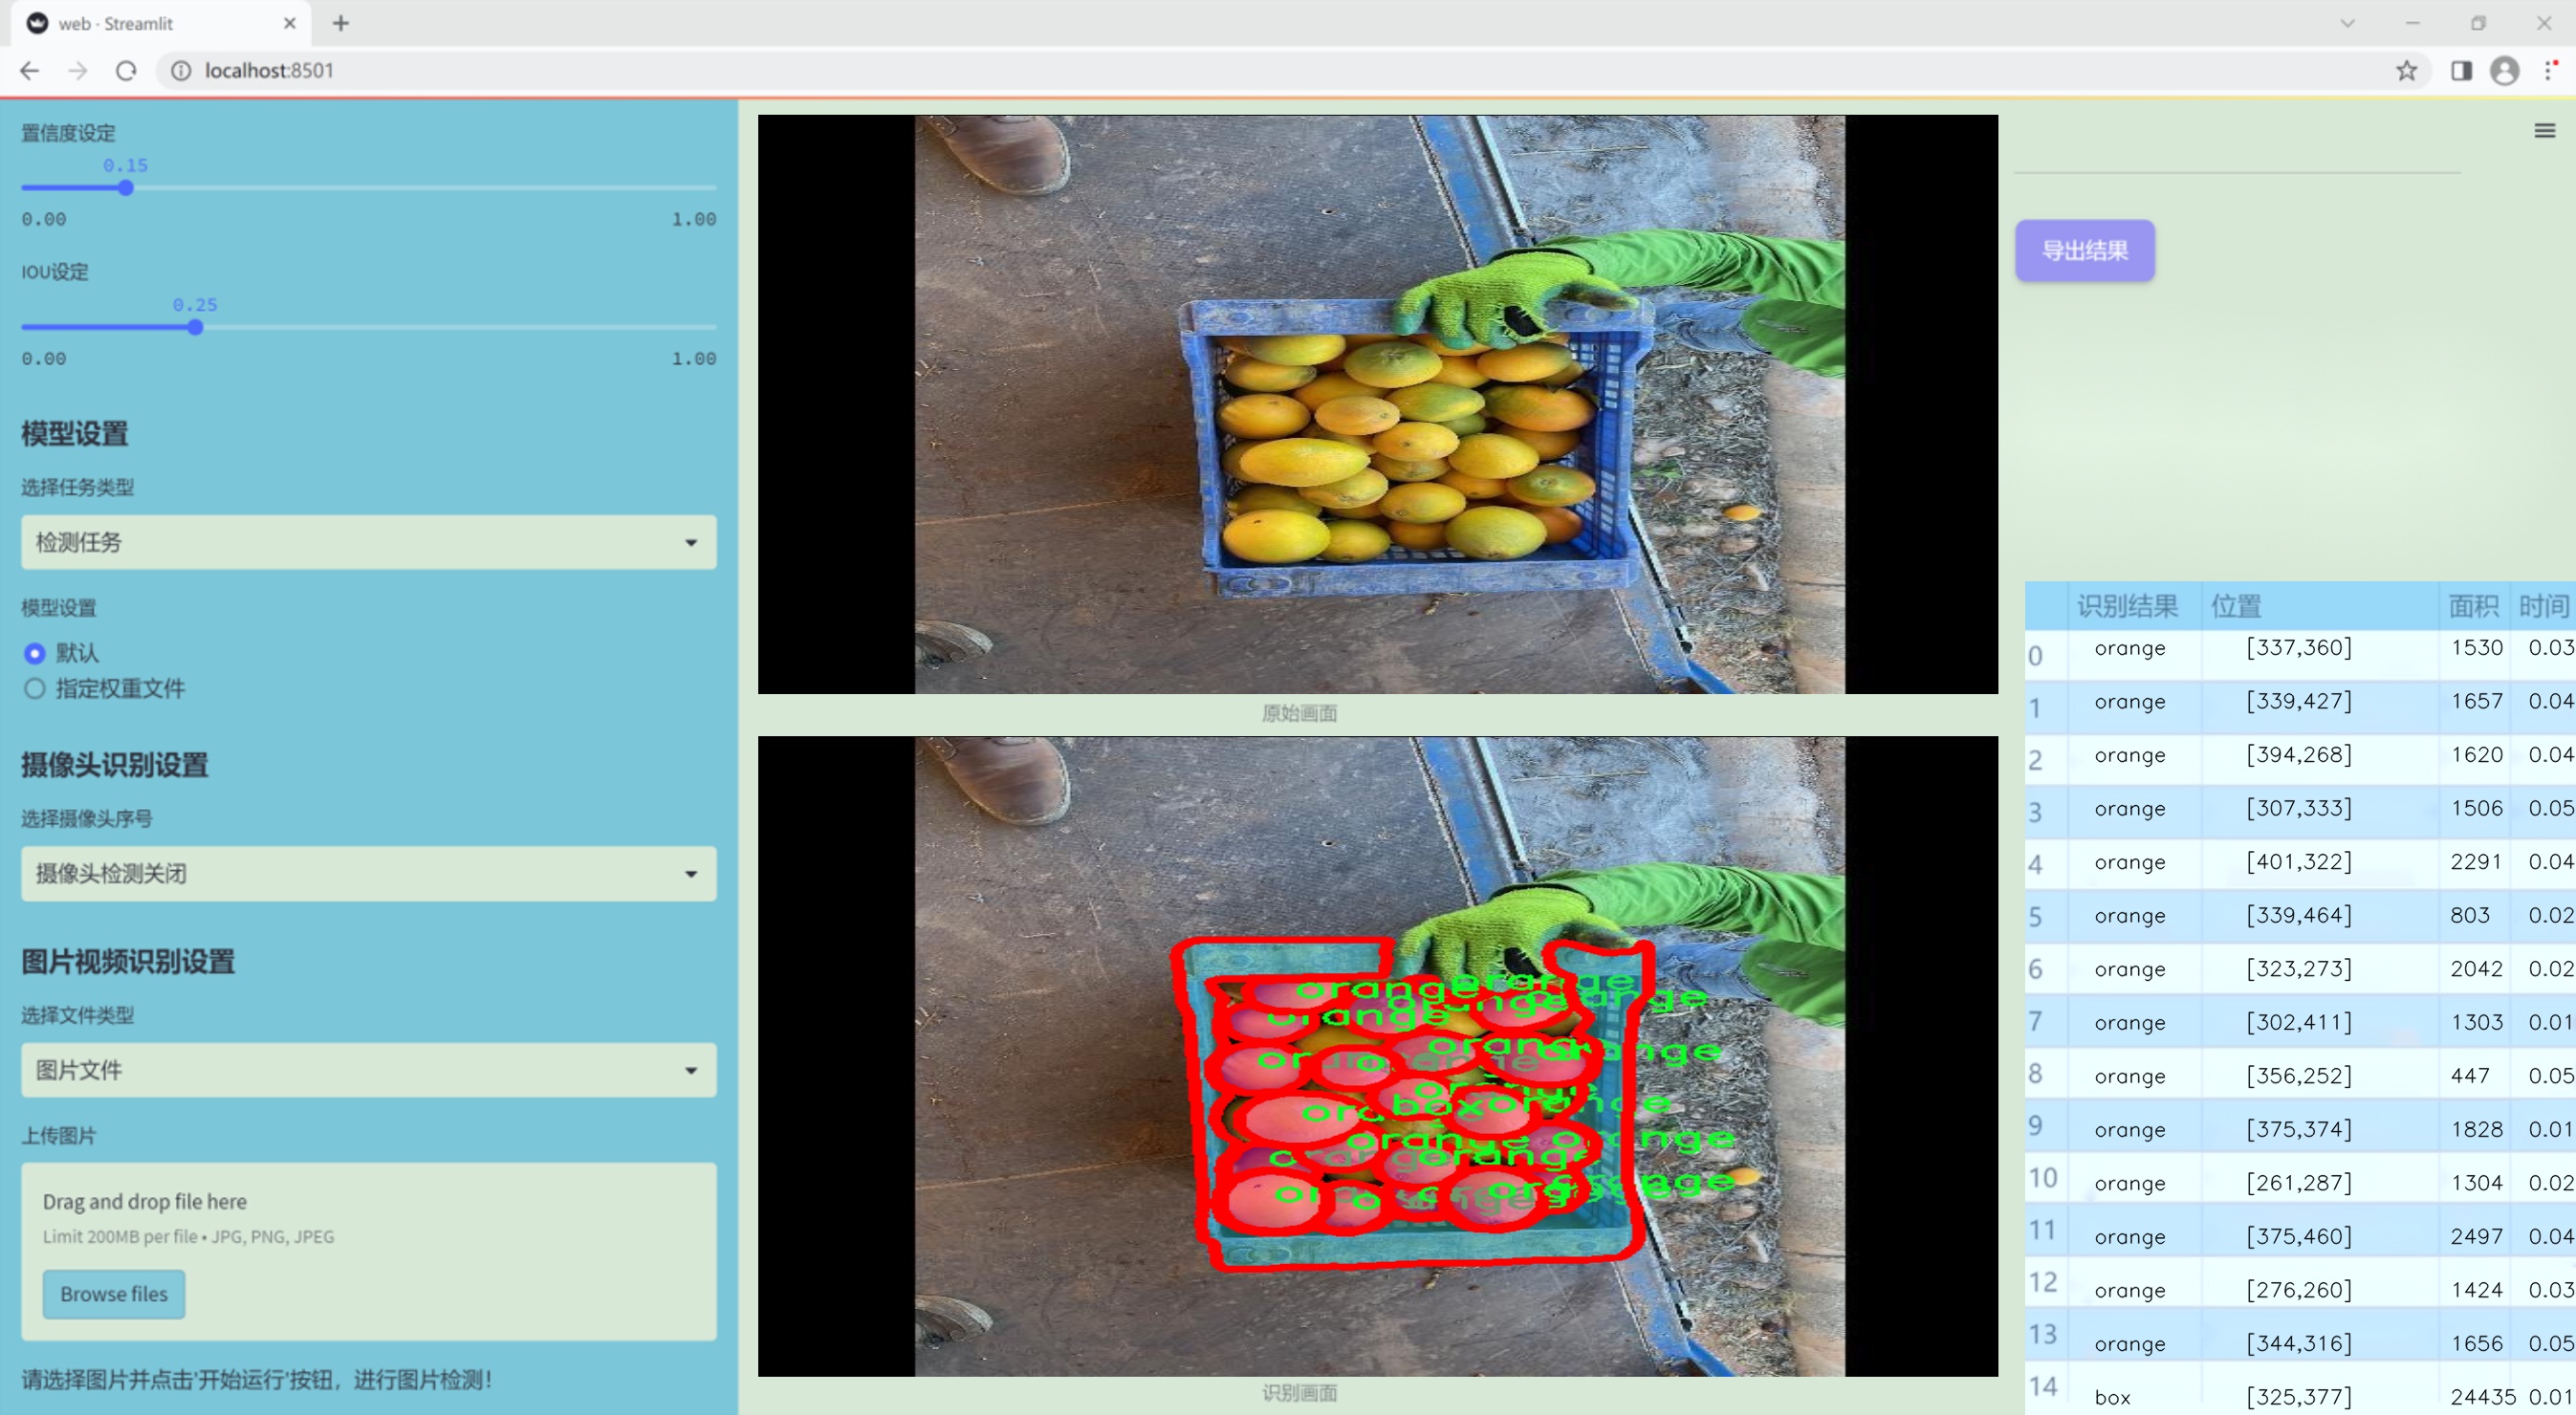 web · Streamlit
localhost:8501
置信度设定
0.15
0.00 1.00
IOU设定
0.25
0.00 1.00
模型设置
选择任务类型
检测任务
模型设置
默认
指定权重文件
摄像头识别设置
选择摄像头序号
摄像头检测关闭
图片视频识别设置
选择文件类型
图片文件
上传图片
Drag and drop file here
Limit 200MB per file • JPG, PNG, JPEG
Browse files
请选择图片并点击'开始运行'按钮，进行图片检测！
原始画面
orange
orange
orange
orange
orange
box
orange
orange
orange
识别画面
导出结果
识别结果 位置 面积 时间
0 orange [337,360] 1530 0.03
1 orange [339,427] 1657 0.04
2 orange [394,268] 1620 0.04
3 orange [307,333] 1506 0.05
4 orange [401,322] 2291 0.04
5 orange [339,464] 803 0.02
6 orange [323,273] 2042 0.02
7 orange [302,411] 1303 0.01
8 orange [356,252] 447 0.05
9 orange [375,374] 1828 0.01
10 orange [261,287] 1304 0.02
11 orange [375,460] 2497 0.04
12 orange [276,260] 1424 0.03
13 orange [344,316] 1656 0.05
14 box [325,377] 24435 0.01